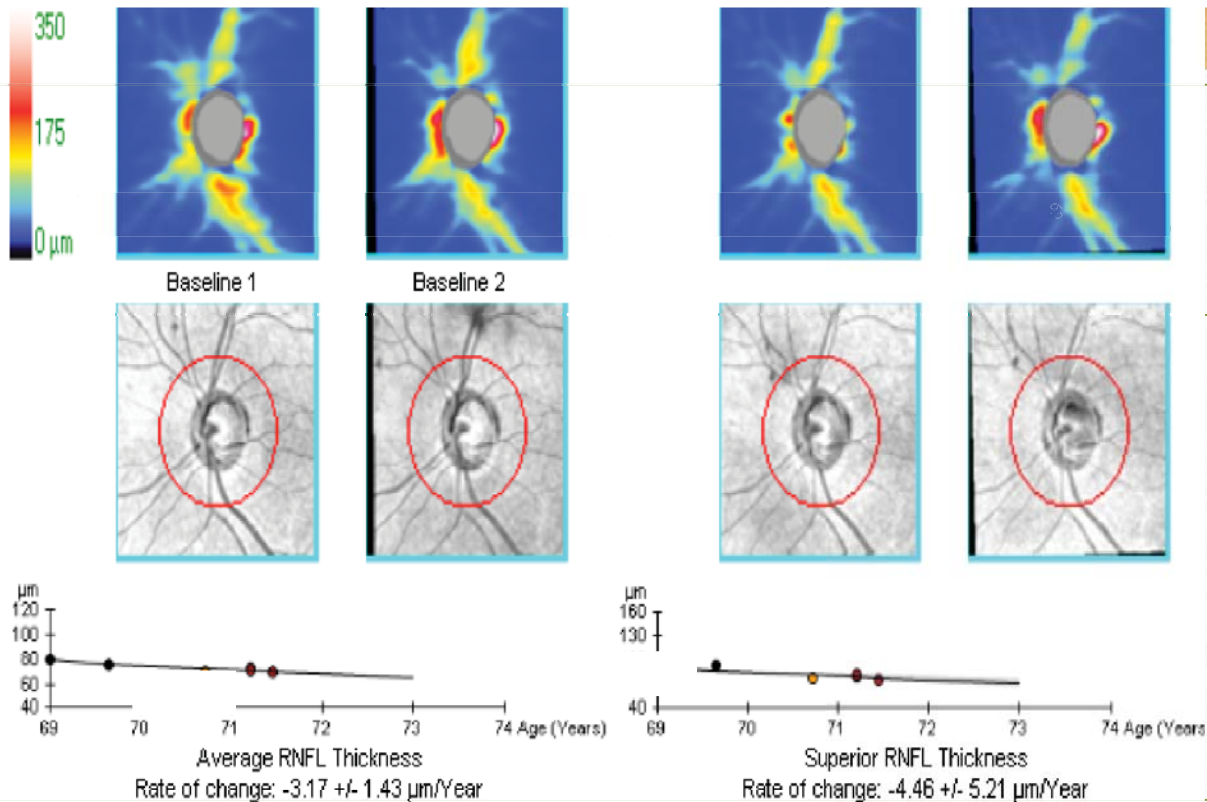 350
175
0 µm
Baseline 1
Baseline 2
µm
120
100
80
60
40
69
70
71
72
73
74 Age (Years)
Average RNFL Thickness
Rate of change: -3.17 +/- 1.43 µm/Year
µm
160
130
40
69
70
71
72
73
74 Age (Years)
Superior RNFL Thickness
Rate of change: -4.46 +/- 5.21 µm/Year